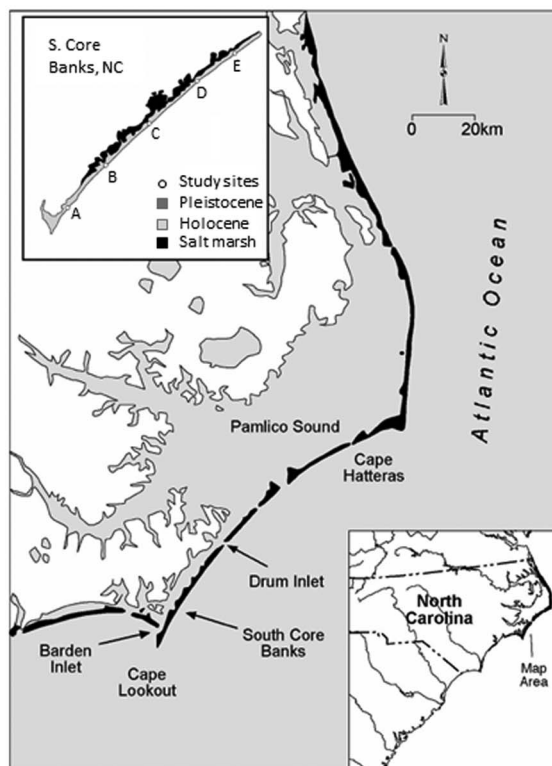 S. Core
Banks, NC
E
D
C
B
A
Study sites
Pleistocene
Holocene
Salt marsh
N
0 20km
Atlantic Ocean
Pamlico Sound
Cape
Hatteras
Drum Inlet
South Core
Banks
Barden
Inlet
Cape
Lookout
North
Carolina
Map
Area